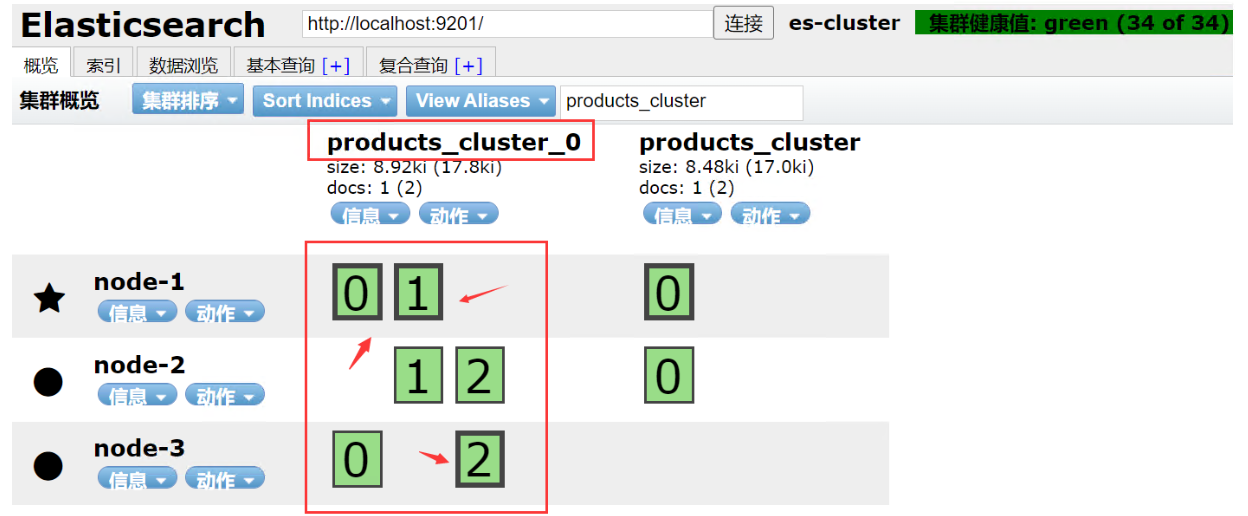 Elasticsearch http://localhost:9201/ 连接 es-cluster 集群健康值: green (34 of 34)
概览 索引 数据浏览 基本查询 [+] 复合查询 [+]
集群概览 集群排序 Sort Indices View Aliases products_cluster
products_cluster_0 products_cluster
size: 8.92ki (17.8ki) size: 8.48ki (17.0ki)
docs: 1 (2) docs: 1 (2)
信息 动作 信息 动作
node-1 0 1 0
信息 动作
node-2 1 2 0
信息 动作
node-3 0 2
信息 动作